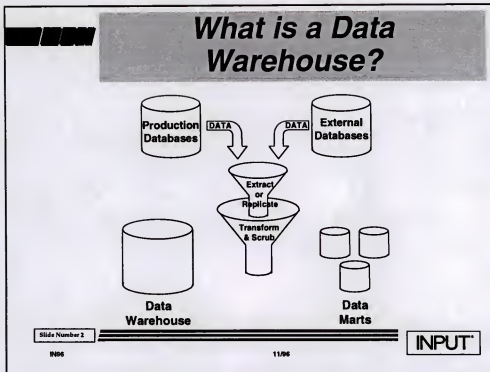 What is a Data
Warehouse?
Production
Databases
DATA
DATA
External
Databases
Extract
or
Replicate
Transform
& Scrub
Data
Warehouse
Data
Marts
Slide Number 2
IN96
11/96
INPUT